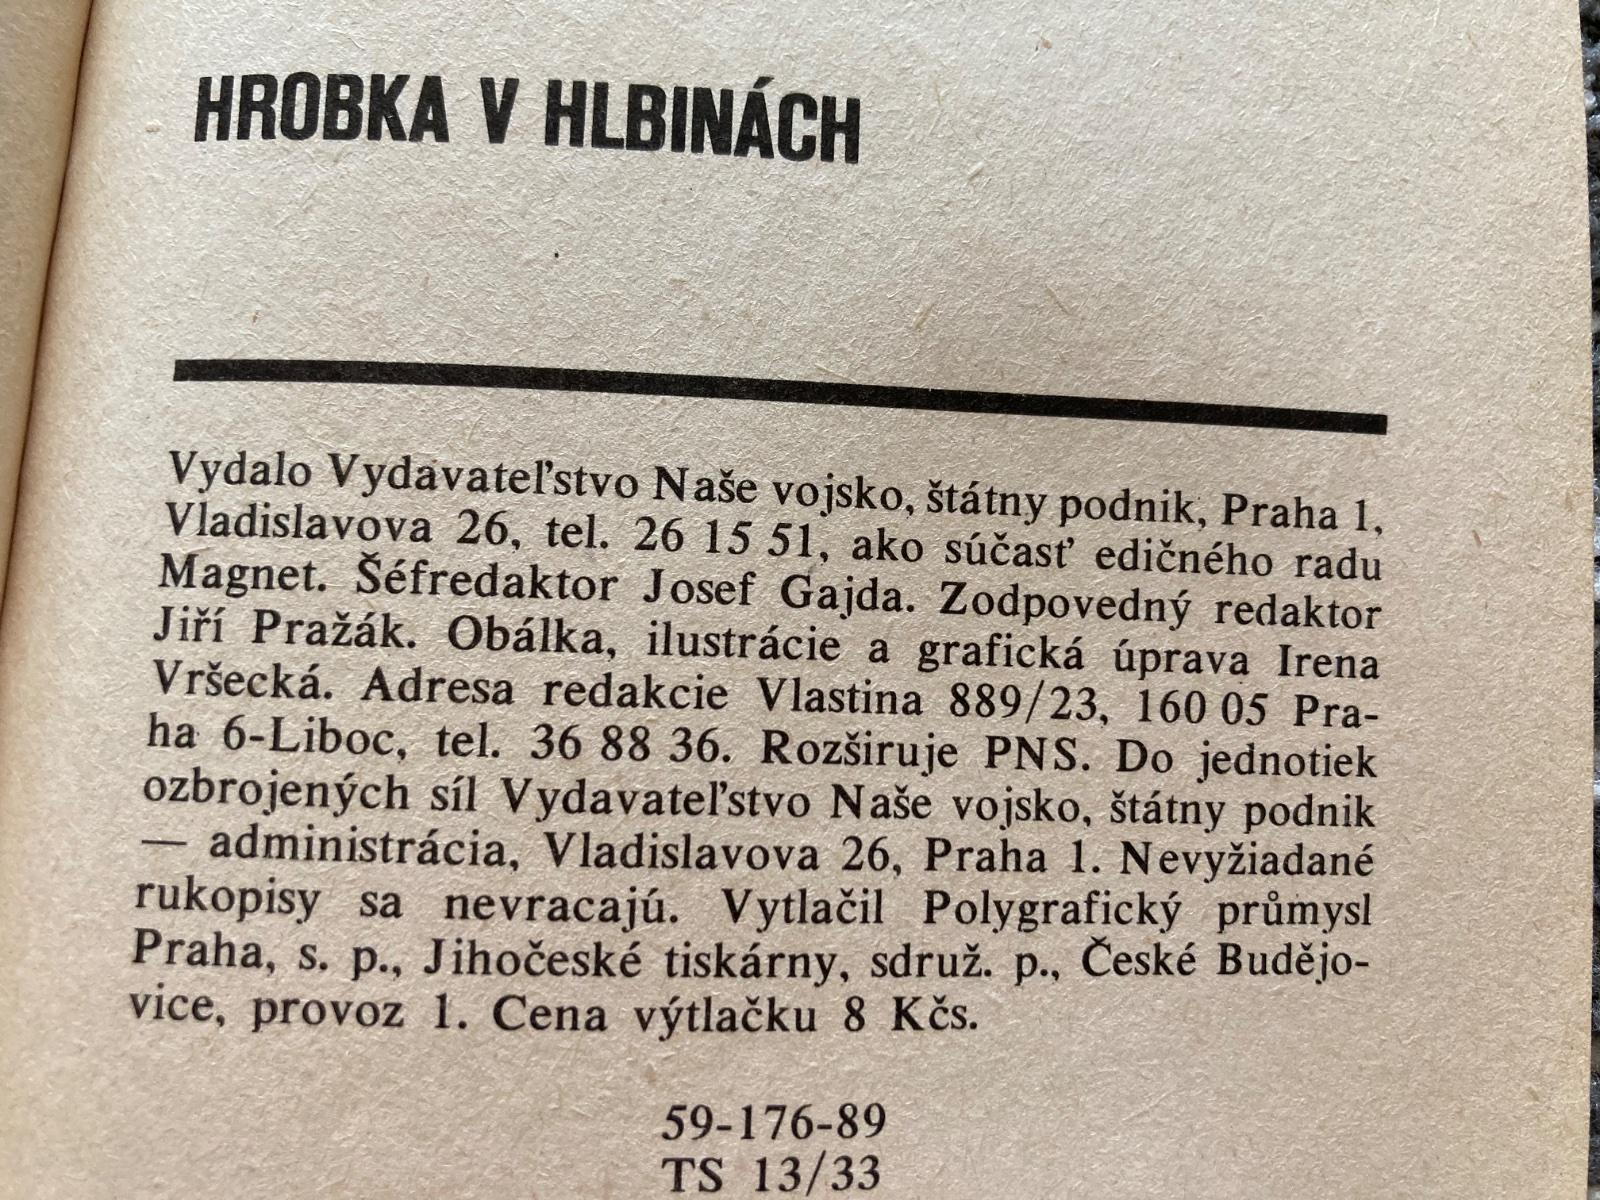 HROBKA V HLBINÁCH
Vydalo Vydavateľstvo Naše vojsko, štátny podnik, Praha 1,
Vladislavova 26, tel. 26 15 51, ako súčasť edičného radu
Magnet. Šéfredaktor Josef Gajda. Zodpovedný redaktor
Jiří Pražák. Obálka, ilustrácie a grafická úprava Irena
Vršecká. Adresa redakcie Vlastina 889/23, 160 05 Pra-
ha 6-Liboc, tel. 36 88 36. Rozširuje PNS. Do jednotiek
ozbrojených síl Vydavateľstvo Naše vojsko, štátny podnik
— administrácia, Vladislavova 26, Praha 1. Nevyžiadané
rukopisy sa nevracajú. Vytlačil Polygrafický průmysl
Praha, s. p., Jihočeské tiskárny, sdruž. p., České Budějo-
vice, provoz 1. Cena výtlačku 8 Kčs.
59-176-89
TS 13/33